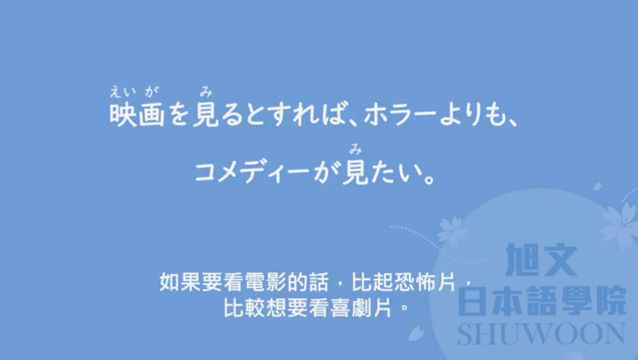 えいが み
映画を見るとすれば、ホラーよりも、
み
コメディーが見たい。
如果要看電影的話，比起恐怖片，
比較想要看喜劇片。
旭文
日本語學院
SHUWOON